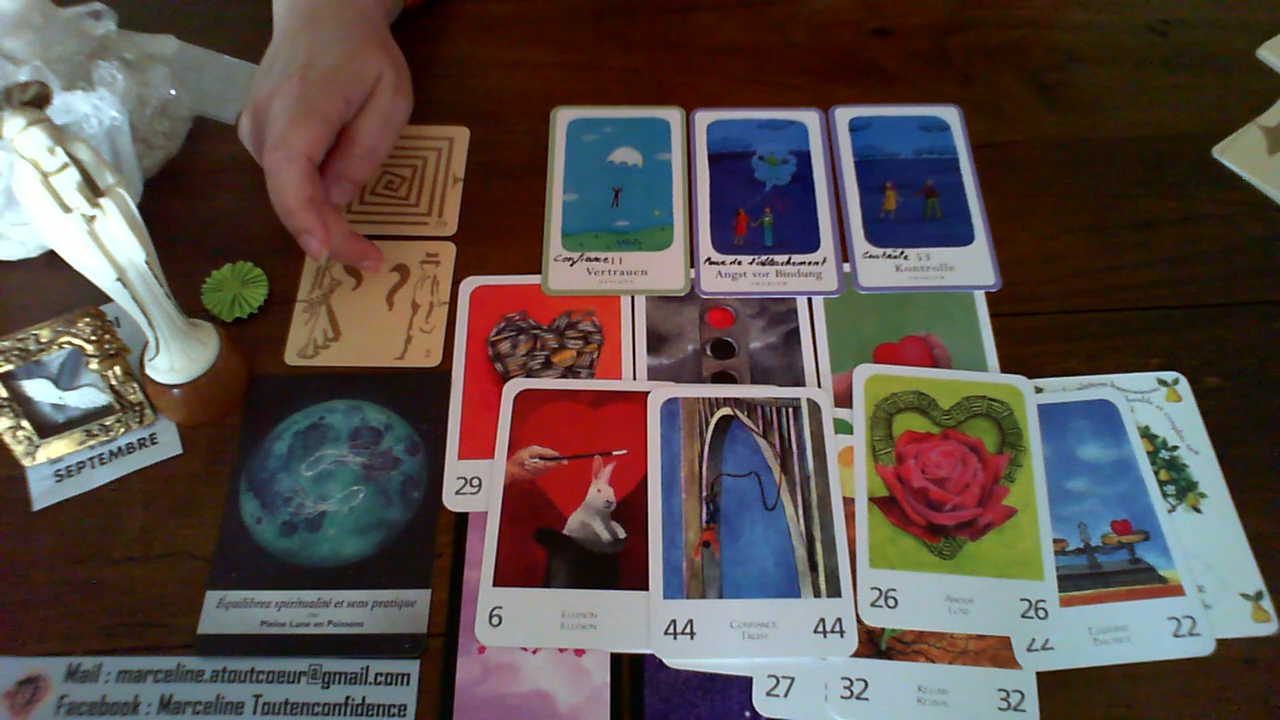 Confiance 11
Vertrauen
Peur de l'attachement
Angst vor Bindung
Contrôle 53
Kontrolle
SEPTEMBRE
29
6
ILLUSION
ILLUSION
44
CONFIANCE
TRUST
44
26
AMOUR
LOVE
26
22
EQUILIBRE
BALANCE
22
27
32
32
Équilibrez spiritualité et sens pratique
Pleine Lune en Poissons
Mail : marceline.atoutcoeur@gmail.com
Facebook : Marceline Toutenconfidence